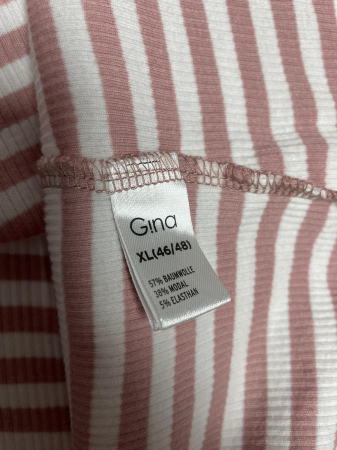 Gina
XL(46/48)
57% BAUMWOLLE
38% MODAL
5% ELASTHAN